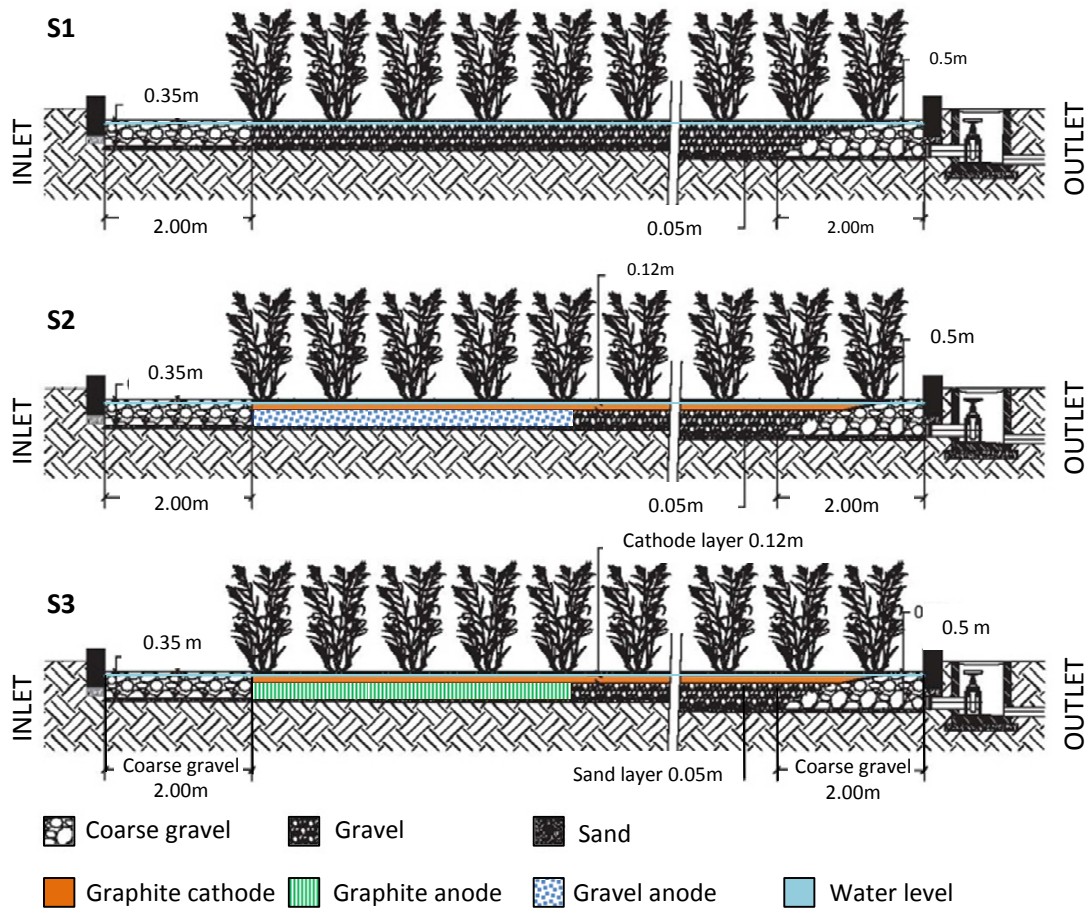 S1
0.5m
0.35m
INLET
OUTLET
2.00m
0.05m
2.00m
0.12m
S2
0.5m
0.35m
INLET
OUTLET
2.00m
0.05m
2.00m
Cathode layer 0.12m
S3
0
0.5 m
0.35 m
INLET
OUTLET
Coarse gravel
2.00m
Sand layer 0.05m
Coarse gravel
2.00m
Coarse gravel
Gravel
Sand
Graphite cathode
Graphite anode
Gravel anode
Water level